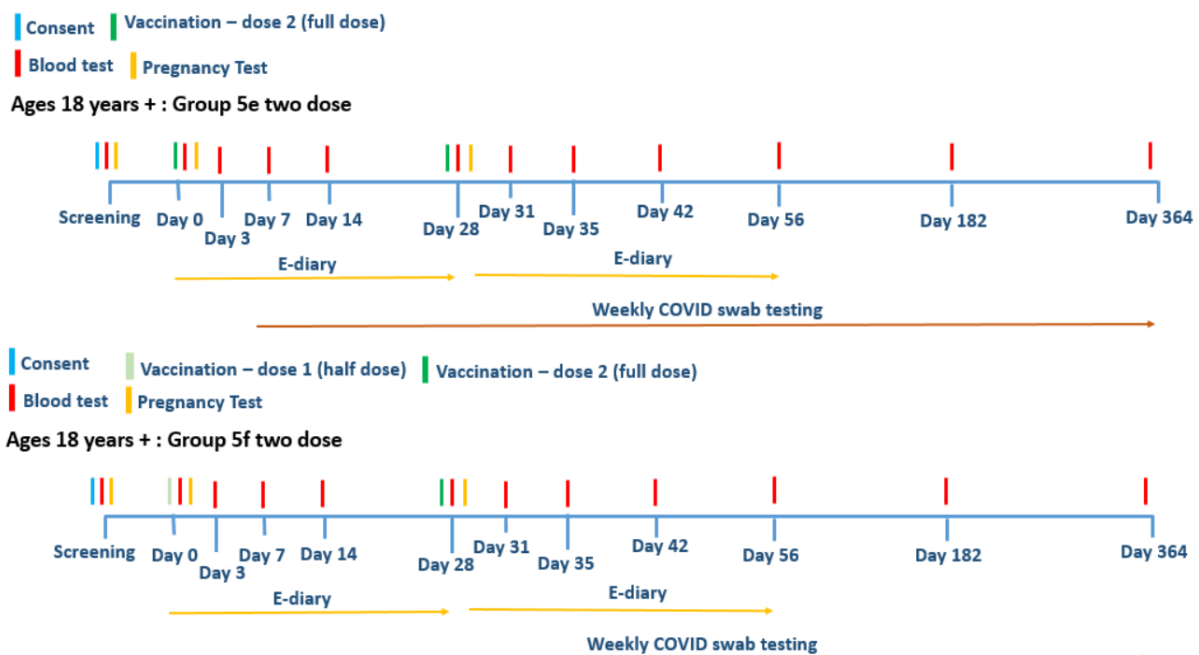 Consent Vaccination – dose 2 (full dose)
Blood test Pregnancy Test
Ages 18 years + : Group 5e two dose
Screening Day 0 Day 3 Day 7 Day 14 Day 28 Day 31 Day 35 Day 42 Day 56 Day 182 Day 364
E-diary E-diary
Weekly COVID swab testing
Consent Vaccination – dose 1 (half dose) Vaccination – dose 2 (full dose)
Blood test Pregnancy Test
Ages 18 years + : Group 5f two dose
Screening Day 0 Day 3 Day 7 Day 14 Day 28 Day 31 Day 35 Day 42 Day 56 Day 182 Day 364
E-diary E-diary
Weekly COVID swab testing